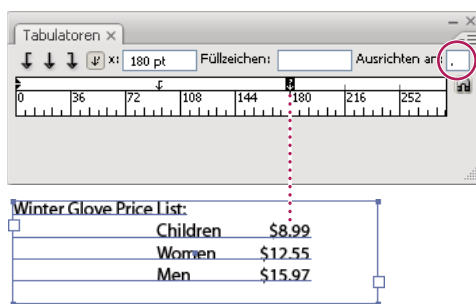 Tabulatoren ×
x: 180 pt Füllzeichen: Ausrichten an: .
0 36 72 108 144 180 216 252
Winter Glove Price List:
Children $8.99
Women $12.55
Men $15.97